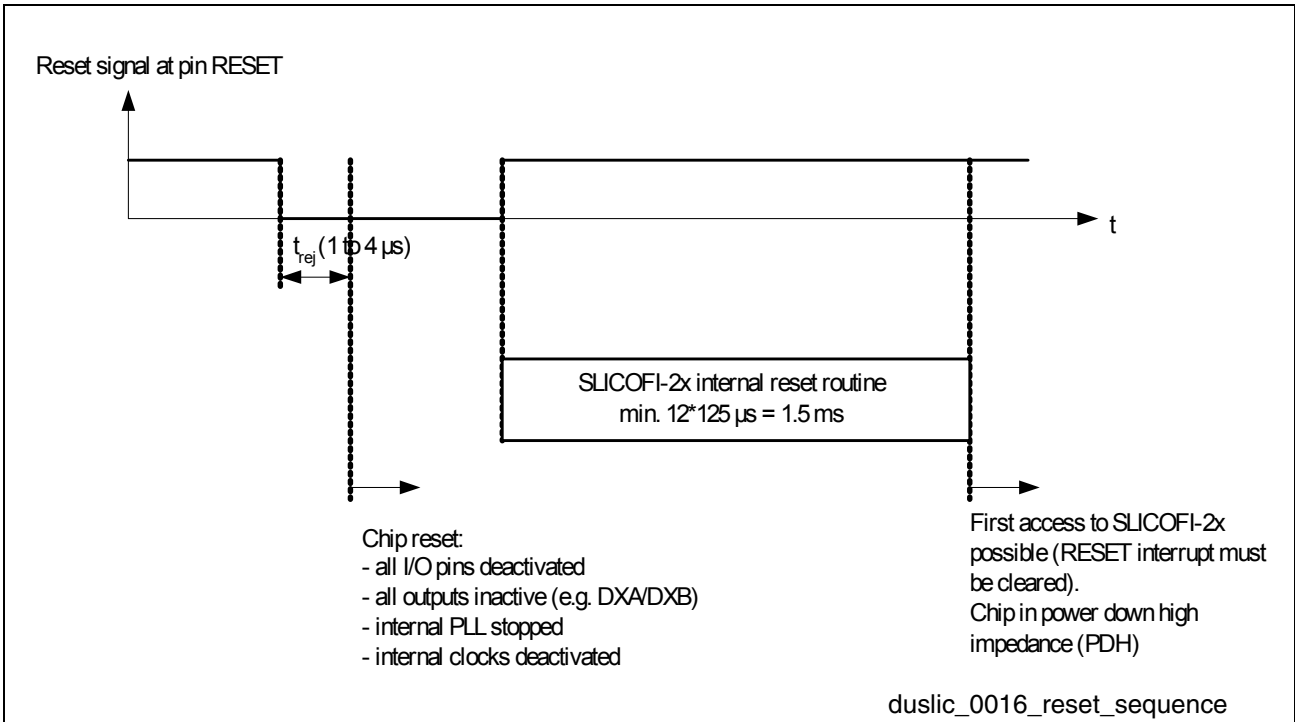 Reset signal at pin RESET
t
trej (1 to 4 µs)
SLICOFI-2x internal reset routine
min. 12*125 µs = 1.5 ms
Chip reset:
- all I/O pins deactivated
- all outputs inactive (e.g. DXA/DXB)
- internal PLL stopped
- internal clocks deactivated
First access to SLICOFI-2x
possible (RESET interrupt must
be cleared).
Chip in power down high
impedance (PDH)
duslic_0016_reset_sequence